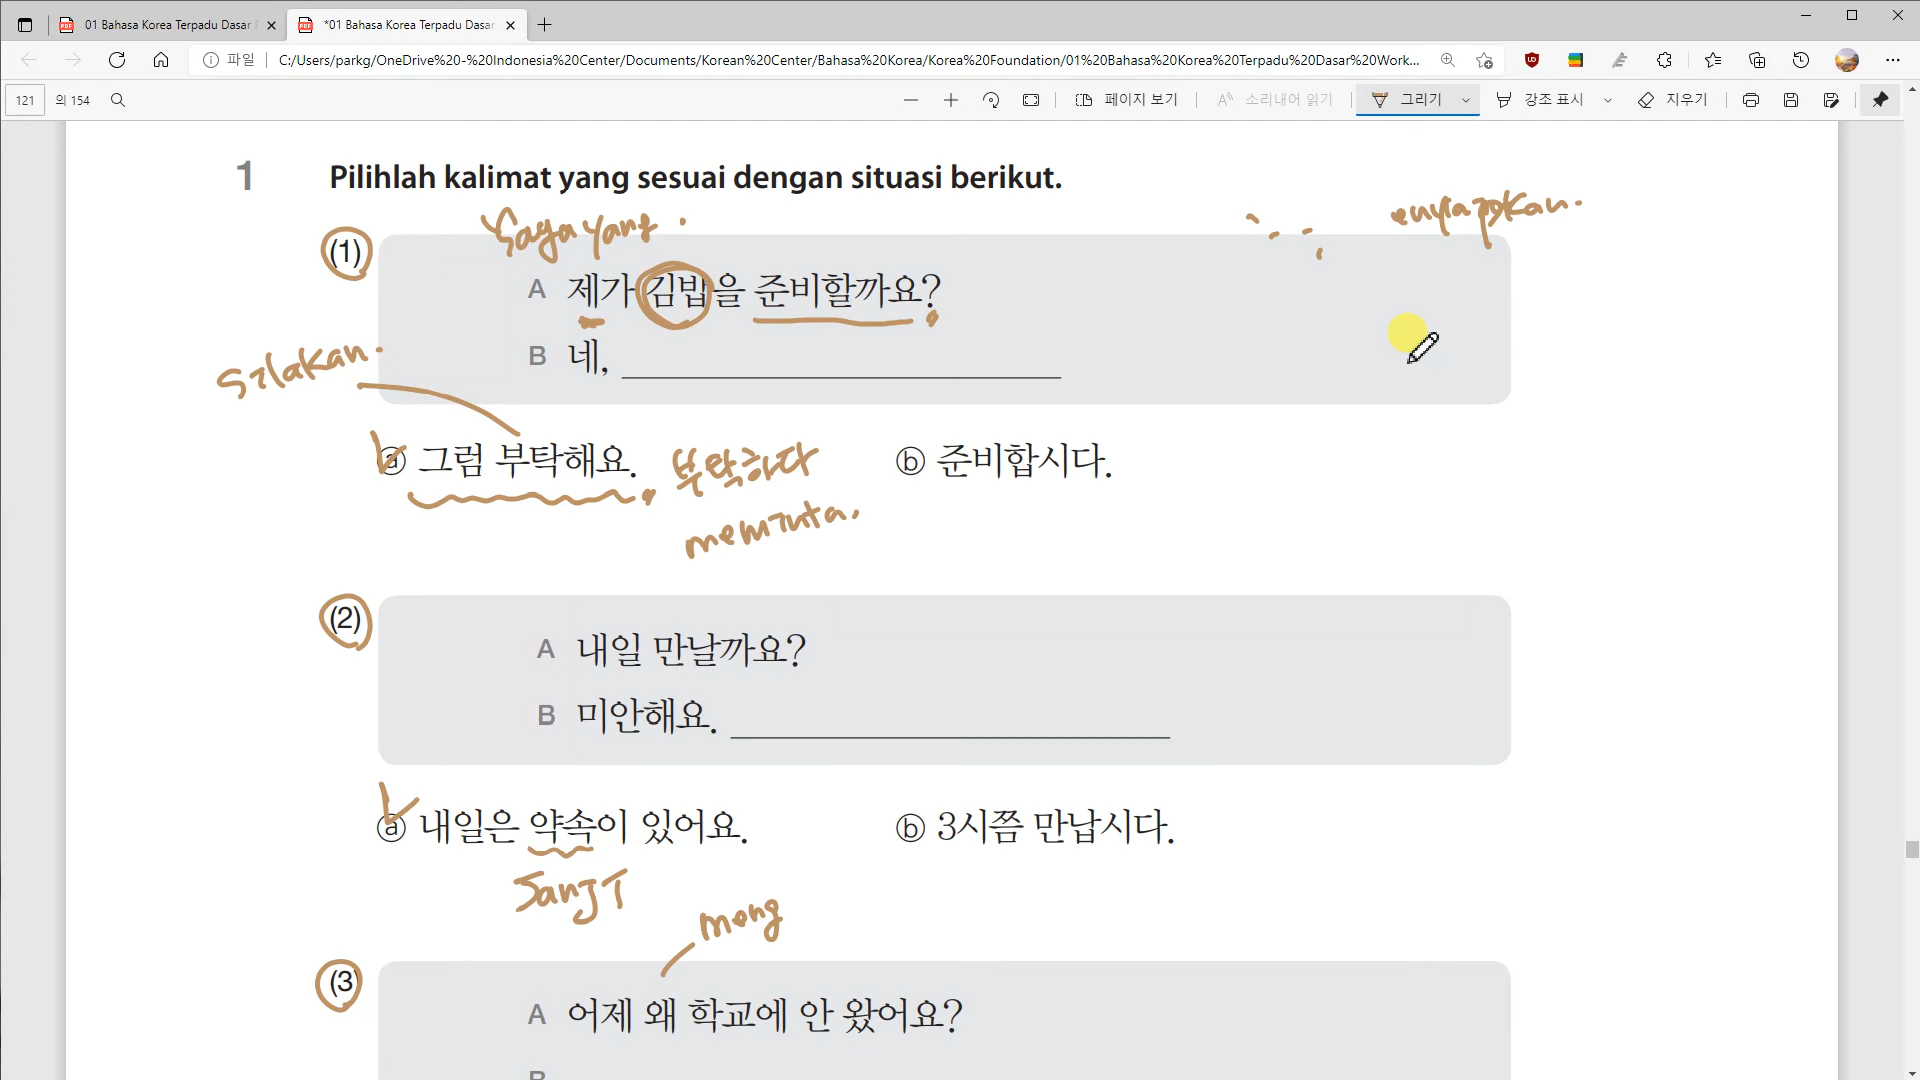 01 Bahasa Korea Terpadu Dasar
*01 Bahasa Korea Terpadu Dasar
파일 C:/Users/parkg/OneDrive%20-%20Indonesia%20Center/Documents/Korean%20Center/Bahasa%20Korea/Korea%20Foundation/01%20Bahasa%20Korea%20Terpadu%20Dasar%20Work...
121 의 154 페이지 보기 소리내어 읽기 그리기 강조 표시 지우기
1 Pilihlah kalimat yang sesuai dengan situasi berikut.
Saya yang enyiapkan.
(1)
A 제가 김밥을 준비할까요?
B 네,
Silakan.
ⓐ 그럼 부탁해요. 부탁하다 ⓑ 준비합시다.
meminta.
(2)
A 내일 만날까요?
B 미안해요.
ⓐ 내일은 약속이 있어요. ⓑ 3시쯤 만납시다.
Janji
meng
(3)
A 어제 왜 학교에 안 왔어요?
B